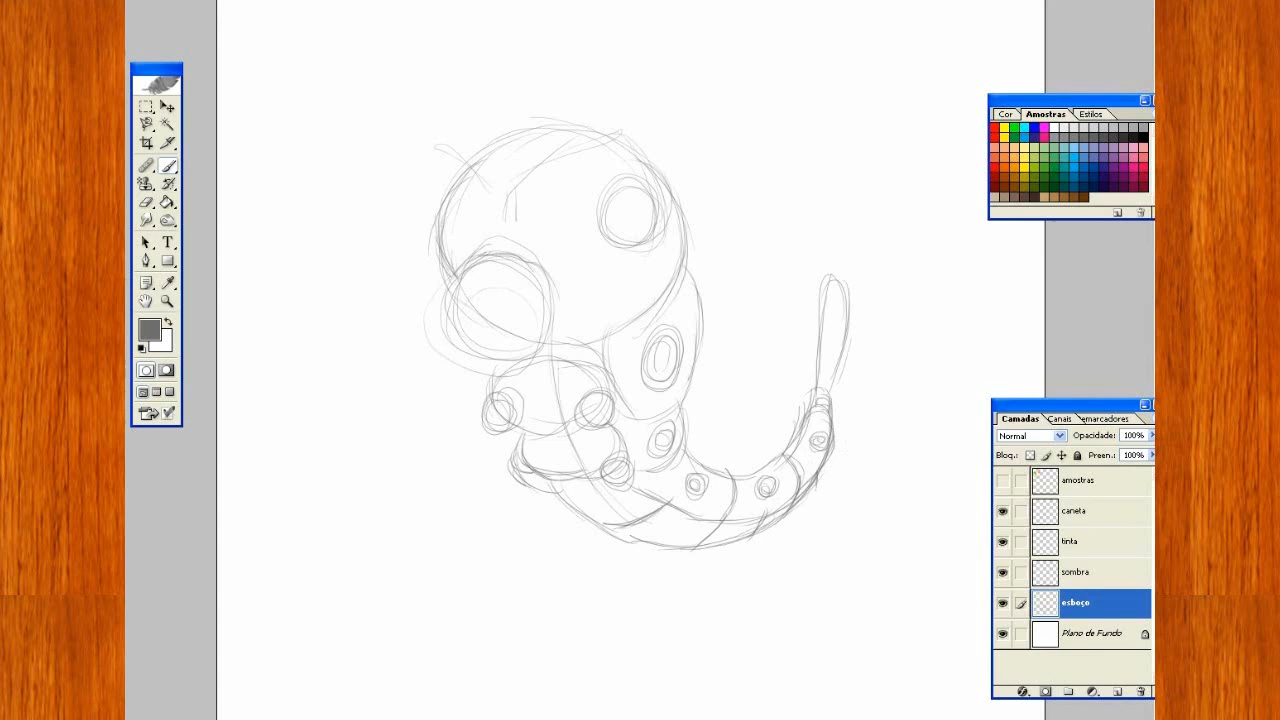 Cor Amostras Estilos
Camadas Canais emarcadores
Normal Opacidade: 100%
Bloq.: Preen.: 100%
amostras
caneta
tinta
sombra
esboço
Plano de Fundo
T